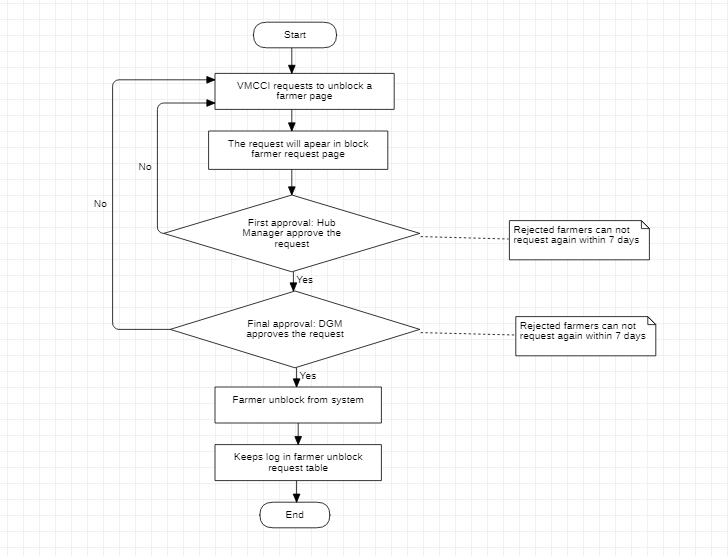 Start
VMCCI requests to unblock a
farmer page
The request will apear in block
farmer request page
No
No
First approval: Hub
Manager approve the
request
Rejected farmers can not
request again within 7 days
Yes
Final approval: DGM
approves the request
Rejected farmers can not
request again within 7 days
Yes
Farmer unblock from system
Keeps log in farmer unblock
request table
End